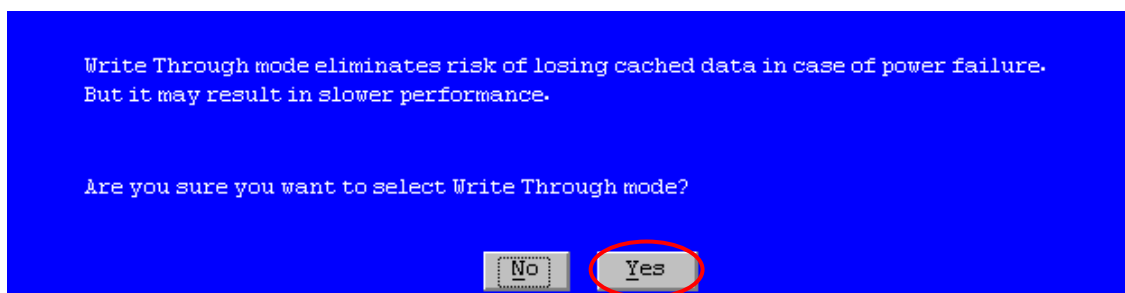 Write Through mode eliminates risk of losing cached data in case of power failure.
But it may result in slower performance.
Are you sure you want to select Write Through mode?
No Yes